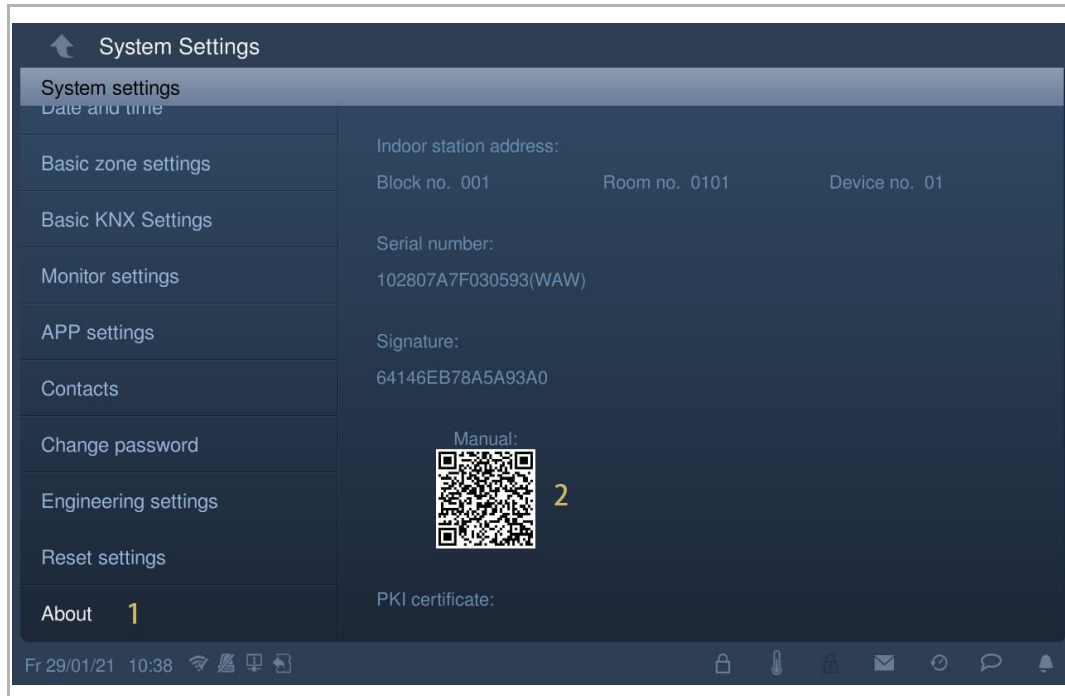 System Settings
System settings
Date and time
Basic zone settings
Basic KNX Settings
Monitor settings
APP settings
Contacts
Change password
Engineering settings
Reset settings
About 1
Indoor station address:
Block no. 001 Room no. 0101 Device no. 01
Serial number:
102807A7F030593(WAW)
Signature:
64146EB78A5A93A0
Manual:
2
PKI certificate:
Fr 29/01/21 10:38